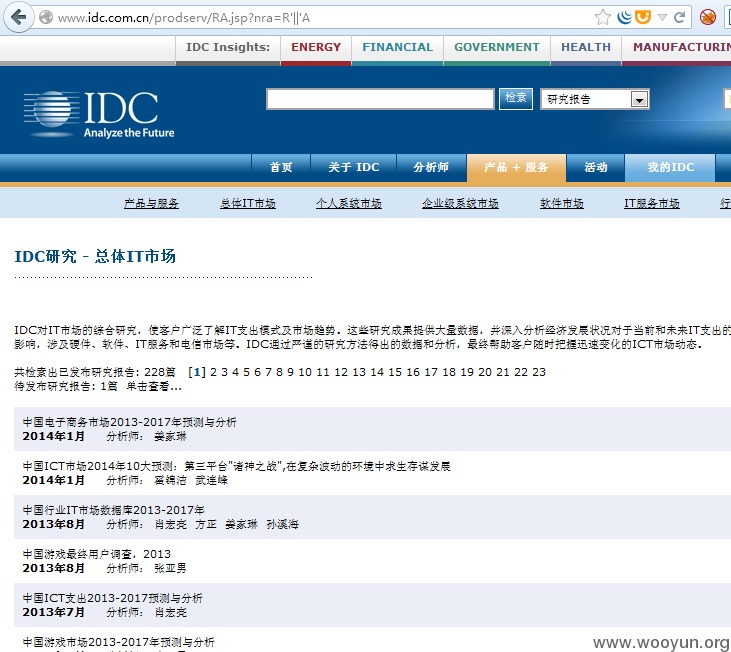 www.idc.com.cn/prodserv/RA.jsp?nra=R'||'A
IDC Insights: ENERGY FINANCIAL GOVERNMENT HEALTH MANUFACTURIN
IDC
Analyze the Future
检索 研究报告
首页 关于 IDC 分析师 产品 + 服务 活动 我的IDC
产品与服务 总体IT市场 个人系统市场 企业级系统市场 软件市场 IT服务市场 行
IDC研究 - 总体IT市场
IDC对IT市场的综合研究，使客户广泛了解IT支出模式及市场趋势。这些研究成果提供大量数据，并深入分析经济发展状况对于当前和未来IT支出的
影响，涉及硬件、软件、IT服务和电信市场等。IDC通过严谨的研究方法得出的数据和分析，最终帮助客户随时把握迅速变化的ICT市场动态。
共检索出已发布研究报告: 228篇 [1] 2 3 4 5 6 7 8 9 10 11 12 13 14 15 16 17 18 19 20 21 22 23
待发布研究报告: 1篇 单击查看...
中国电子商务市场2013-2017年预测与分析
2014年1月 分析师： 姜家琳
中国ICT市场2014年10大预测：第三平台"诸神之战",在复杂波动的环境中求生存谋发展
2014年1月 分析师： 霍锦洁 武连峰
中国行业IT市场数据库2013-2017年
2013年8月 分析师： 肖宏亮 方正 姜家琳 孙溪海
中国游戏最终用户调查，2013
2013年8月 分析师： 张亚男
中国ICT支出2013-2017预测与分析
2013年7月 分析师： 肖宏亮
中国游戏市场2013-2017年预测与分析
www.wooyun.org